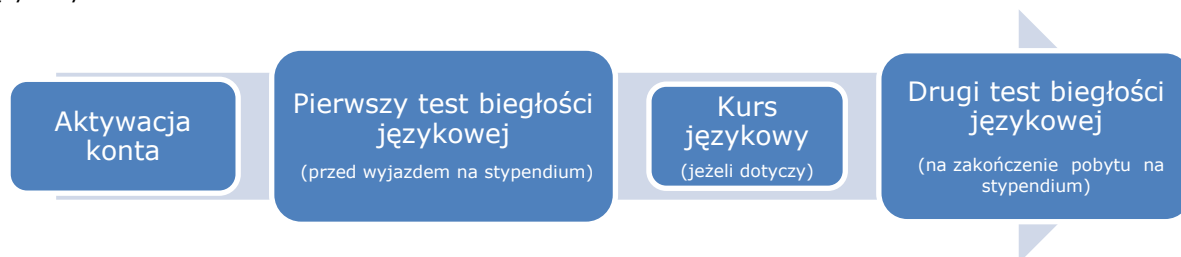 Aktywacja
konta
Pierwszy test biegłości
językowej
(przed wyjazdem na stypendium)
Kurs
językowy
(jeżeli dotyczy)
Drugi test biegłości
językowej
(na zakończenie pobytu na
stypendium)